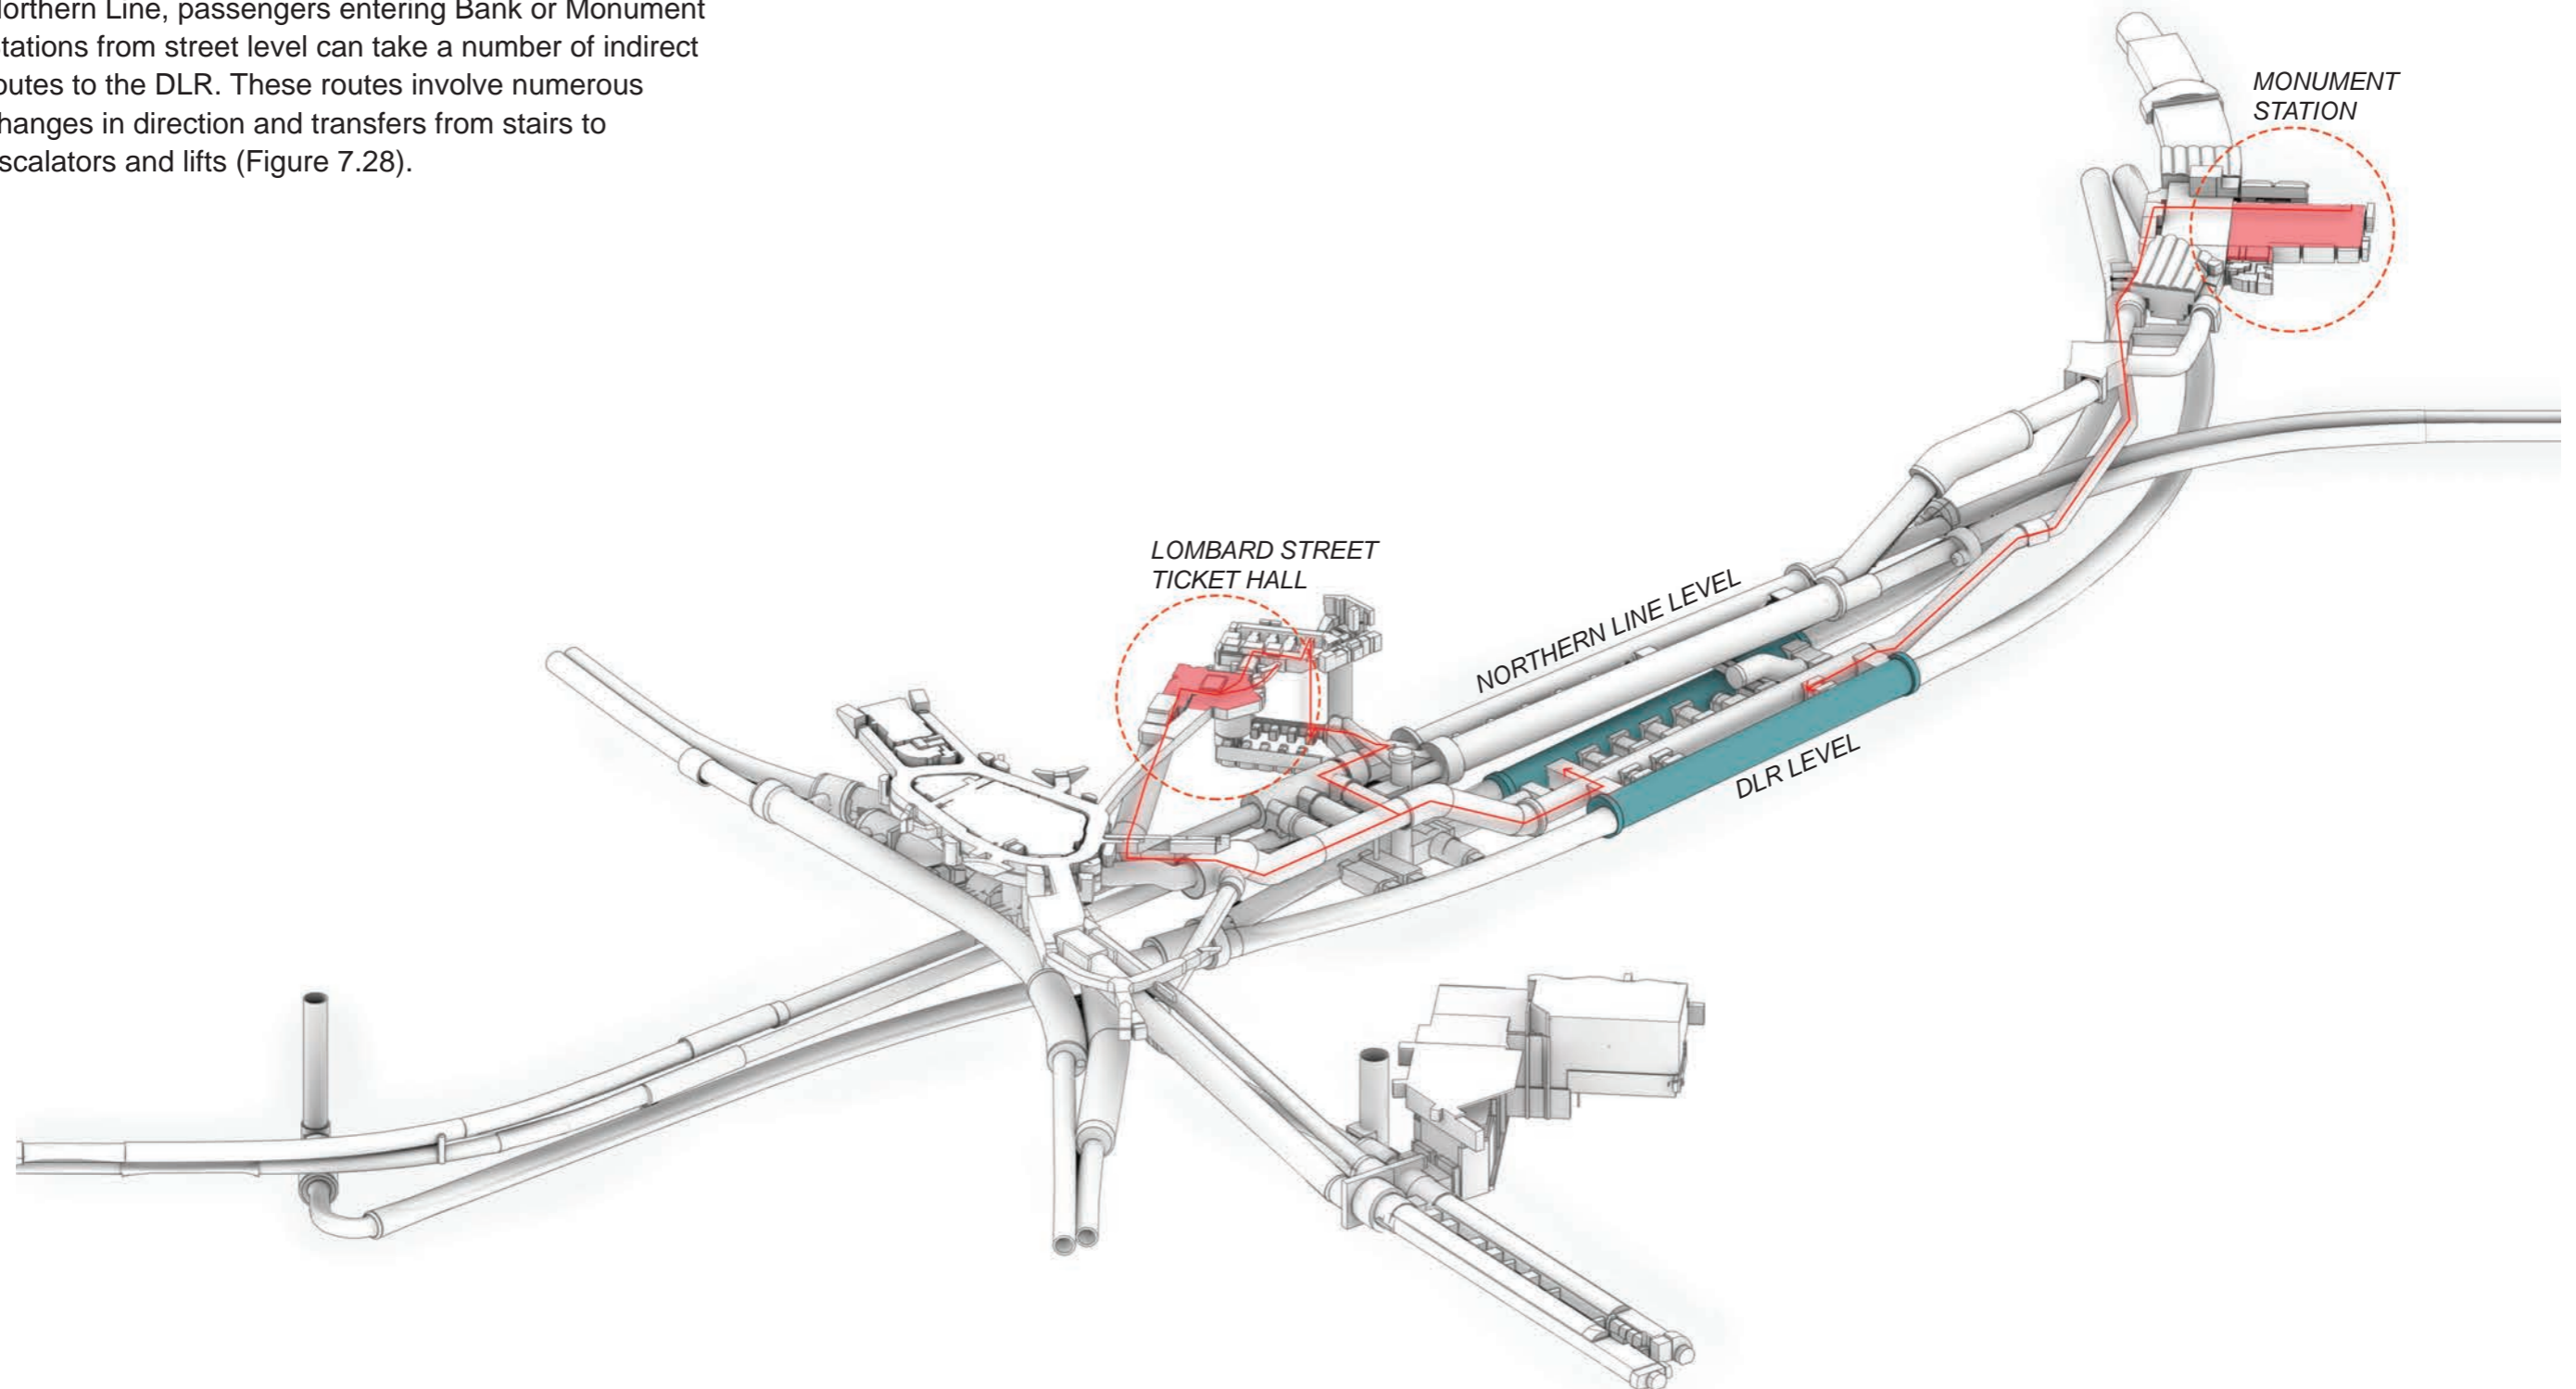 orthern Line, passengers entering Bank or Monument
tations from street level can take a number of indirect
outes to the DLR. These routes involve numerous
hanges in direction and transfers from stairs to
scalators and lifts (Figure 7.28).
MONUMENT
STATION
LOMBARD STREET
TICKET HALL
NORTHERN LINE LEVEL
DLR LEVEL